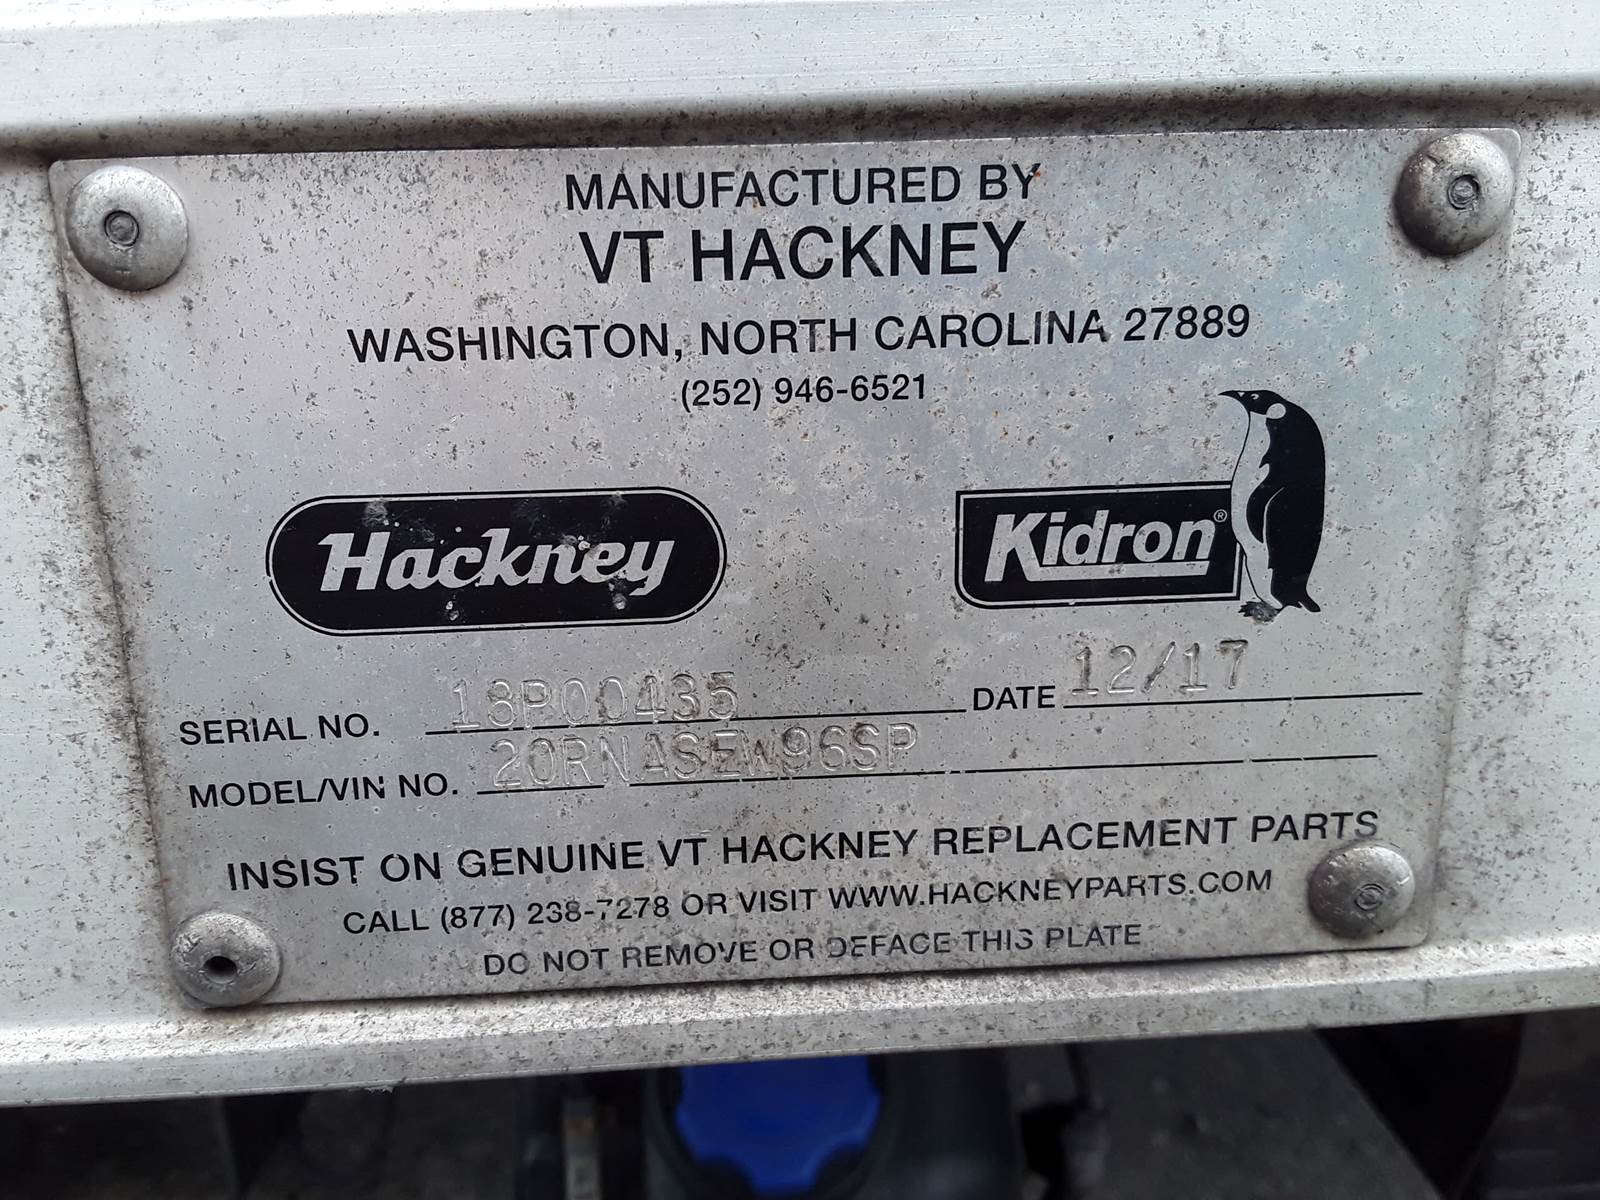 MANUFACTURED BY
VT HACKNEY
WASHINGTON, NORTH CAROLINA 27889
(252) 946-6521
Hackney
Kidron®
SERIAL NO. 18P00435 DATE 12/17
MODEL/VIN NO. 20RNASEW96SP
INSIST ON GENUINE VT HACKNEY REPLACEMENT PARTS
CALL (877) 238-7278 OR VISIT WWW.HACKNEYPARTS.COM
DO NOT REMOVE OR DEFACE THIS PLATE